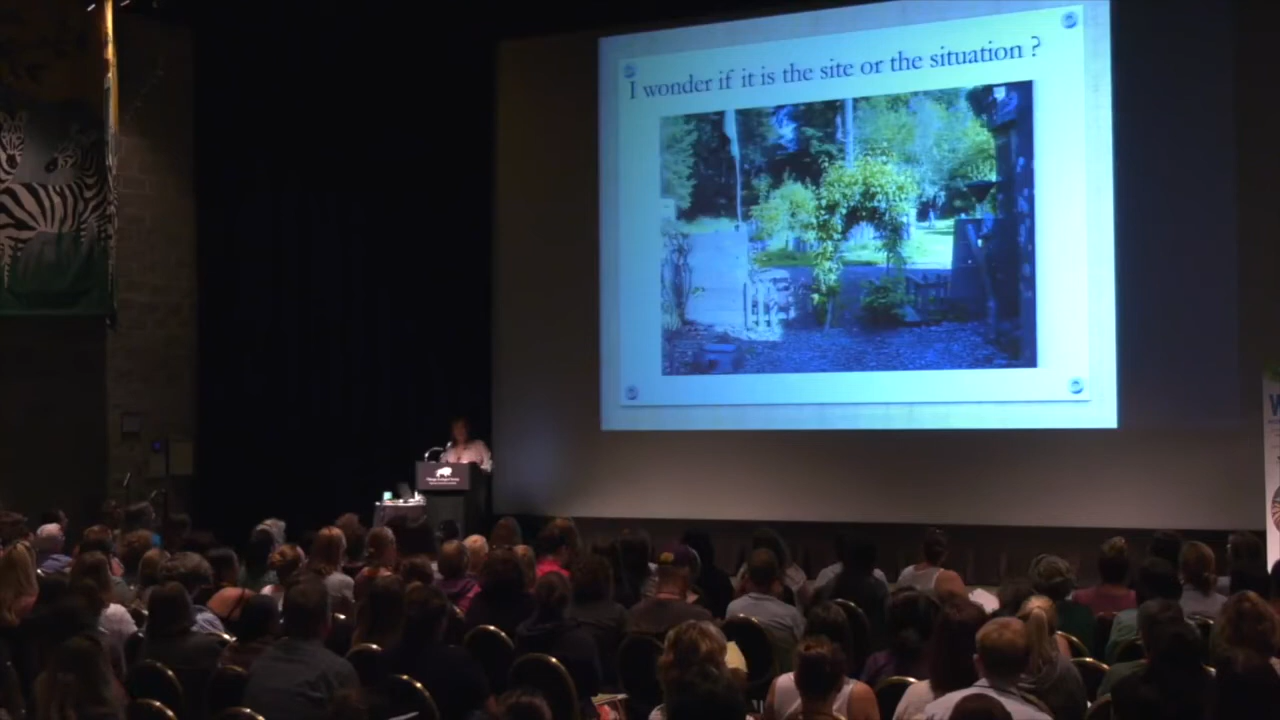 I wonder if it is the site or the situation ?